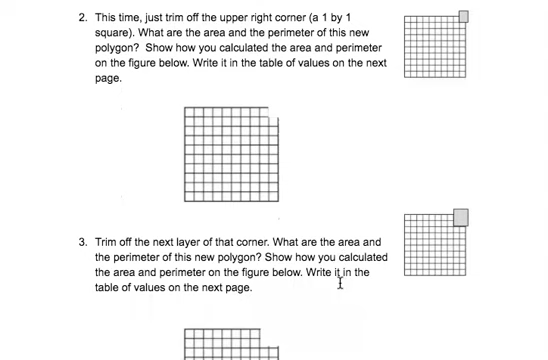 2. This time, just trim off the upper right corner (a 1 by 1
square). What are the area and the perimeter of this new
polygon? Show how you calculated the area and perimeter
on the figure below. Write it in the table of values on the next
page.
3. Trim off the next layer of that corner. What are the area and
the perimeter of this new polygon? Show how you calculated
the area and perimeter on the figure below. Write it in the
table of values on the next page.